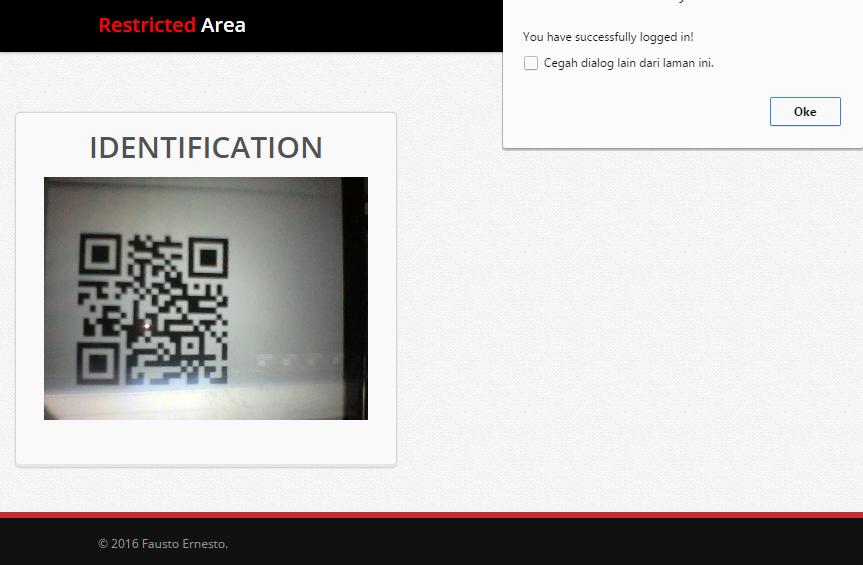 Restricted Area
You have successfully logged in!
Cegah dialog lain dari laman ini.
Oke
IDENTIFICATION
© 2016 Fausto Ernesto.